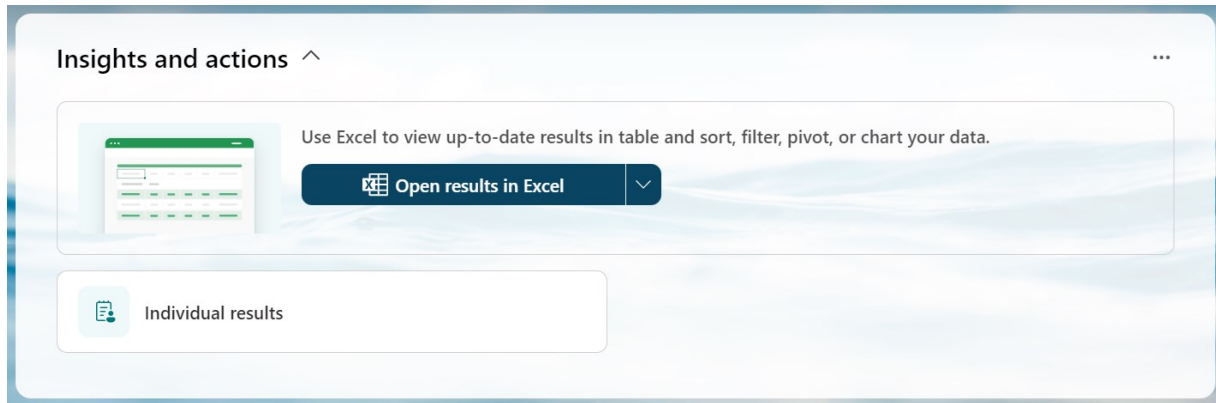 Insights and actions
Use Excel to view up-to-date results in table and sort, filter, pivot, or chart your data.
Open results in Excel
Individual results